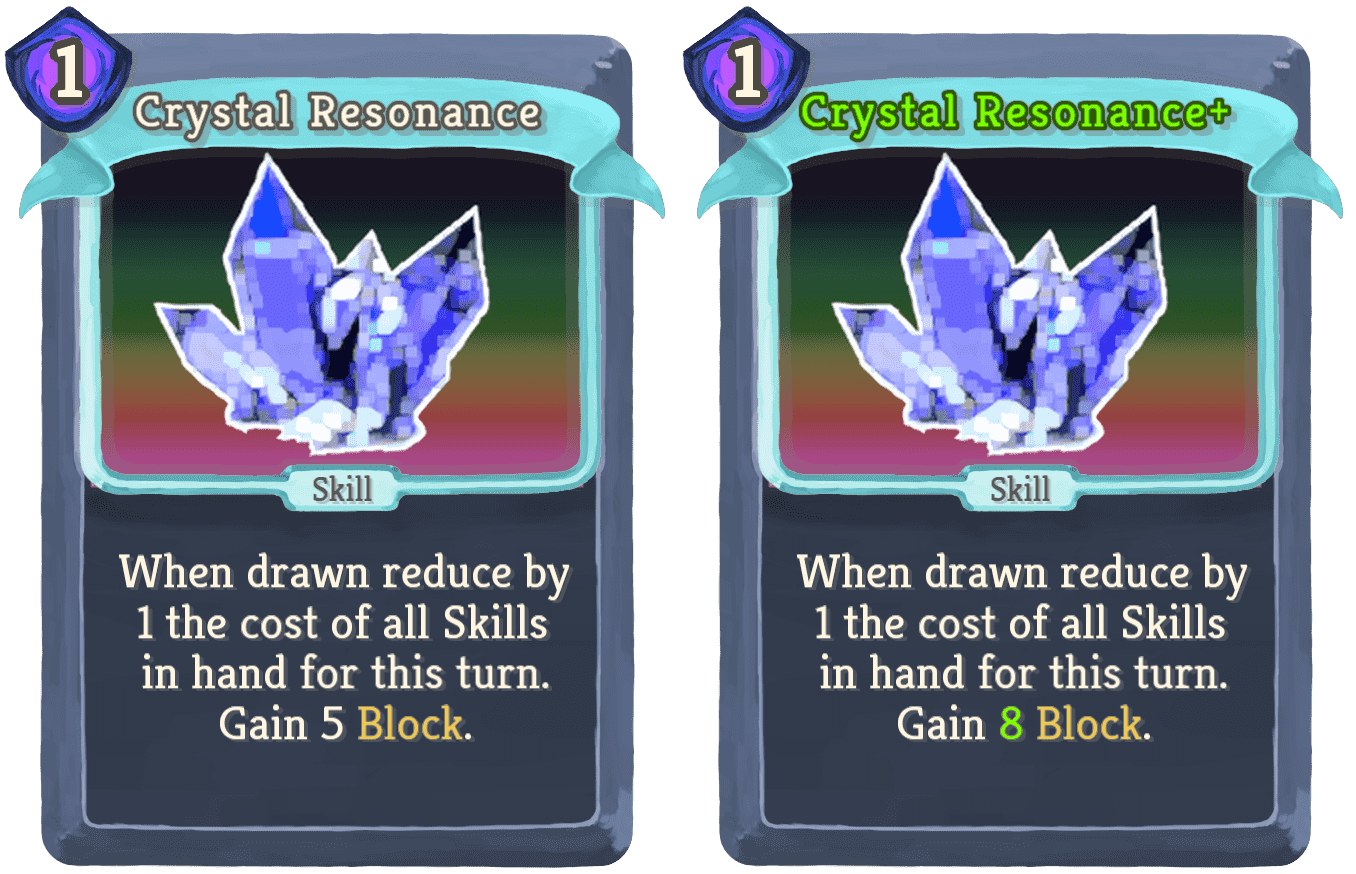 1
Crystal Resonance
Skill
When drawn reduce by
1 the cost of all Skills
in hand for this turn.
Gain 5 Block.
1
Crystal Resonance+
Skill
When drawn reduce by
1 the cost of all Skills
in hand for this turn.
Gain 8 Block.